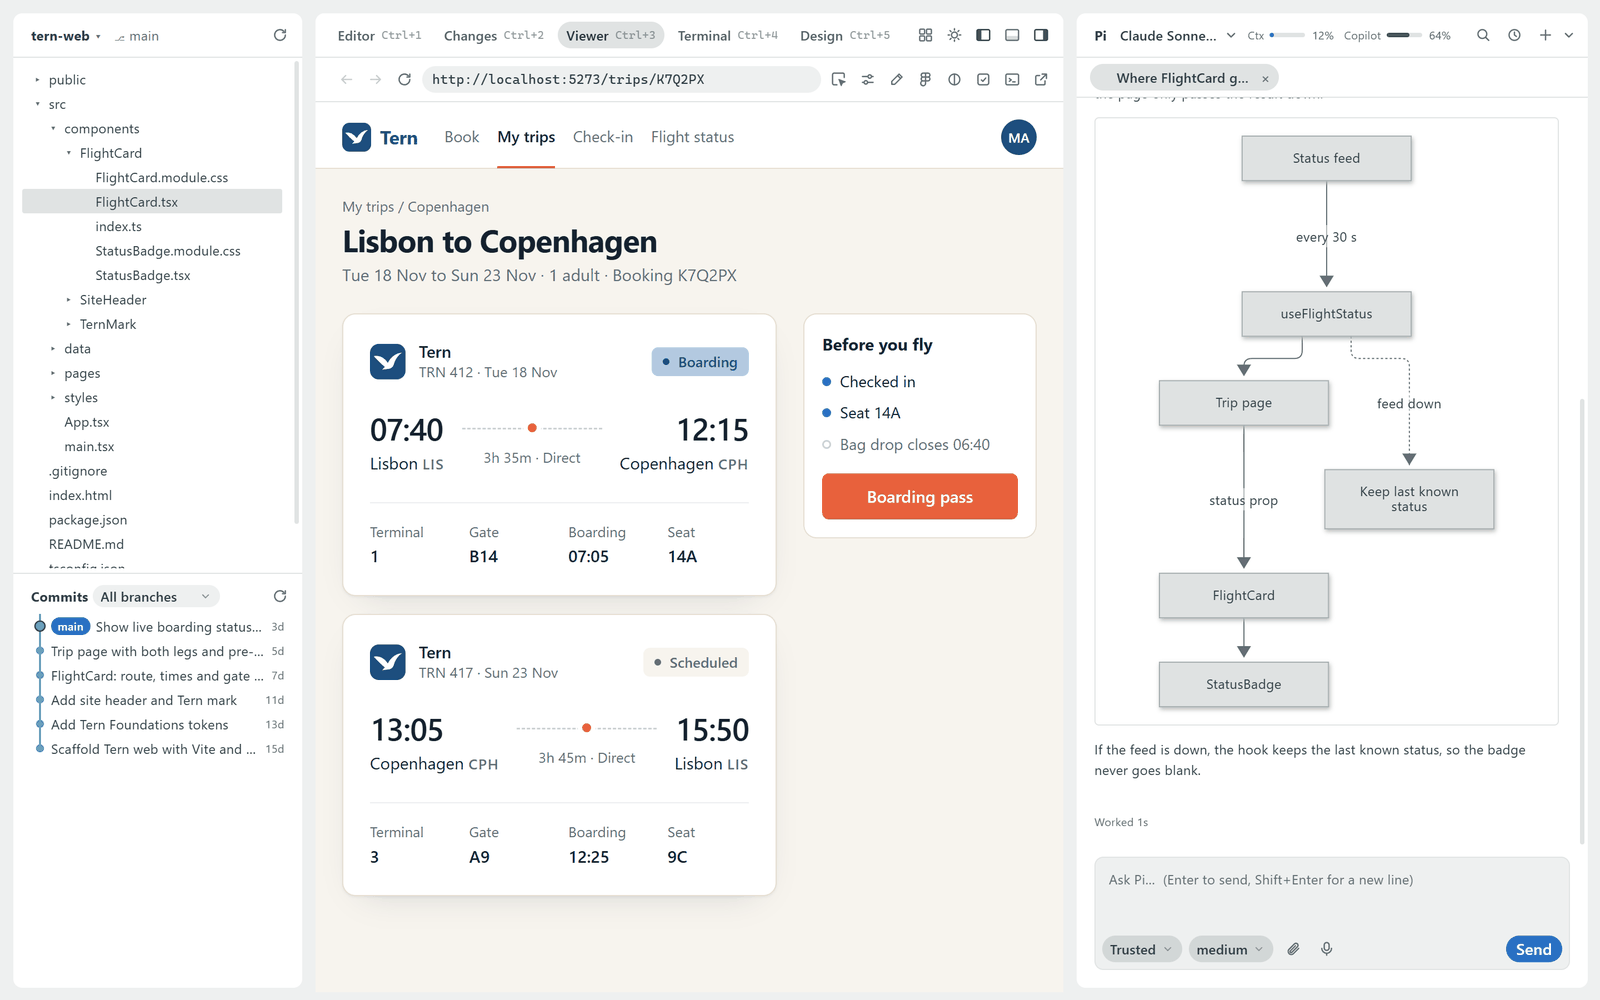 tern-web
main
public
src
components
FlightCard
FlightCard.module.css
FlightCard.tsx
index.ts
StatusBadge.module.css
StatusBadge.tsx
SiteHeader
TernMark
data
pages
styles
App.tsx
main.tsx
.gitignore
index.html
package.json
README.md
tsconfig.json
Commits All branches
main Show live boarding status... 3d
Trip page with both legs and pre-... 5d
FlightCard: route, times and gate ... 7d
Add site header and Tern mark 11d
Add Tern Foundations tokens 13d
Scaffold Tern web with Vite and ... 15d
Editor Ctrl+1 Changes Ctrl+2 Viewer Ctrl+3 Terminal Ctrl+4 Design Ctrl+5
http://localhost:5273/trips/K7Q2PX
Tern Book My trips Check-in Flight status MA
My trips / Copenhagen
Lisbon to Copenhagen
Tue 18 Nov to Sun 23 Nov · 1 adult · Booking K7Q2PX
Tern
TRN 412 · Tue 18 Nov
Boarding
07:40 12:15
3h 35m · Direct
Lisbon LIS Copenhagen CPH
Terminal Gate Boarding Seat
1 B14 07:05 14A
Tern
TRN 417 · Sun 23 Nov
Scheduled
13:05 15:50
3h 45m · Direct
Copenhagen CPH Lisbon LIS
Terminal Gate Boarding Seat
3 A9 12:25 9C
Before you fly
Checked in
Seat 14A
Bag drop closes 06:40
Boarding pass
Pi Claude Sonne... Ctx 12% Copilot 64%
Where FlightCard g... ×
the page only passes the result down.
Status feed
every 30 s
useFlightStatus
Trip page
feed down
status prop
Keep last known
status
FlightCard
StatusBadge
If the feed is down, the hook keeps the last known status, so the badge
never goes blank.
Worked 1s
Ask Pi... (Enter to send, Shift+Enter for a new line)
Trusted medium Send